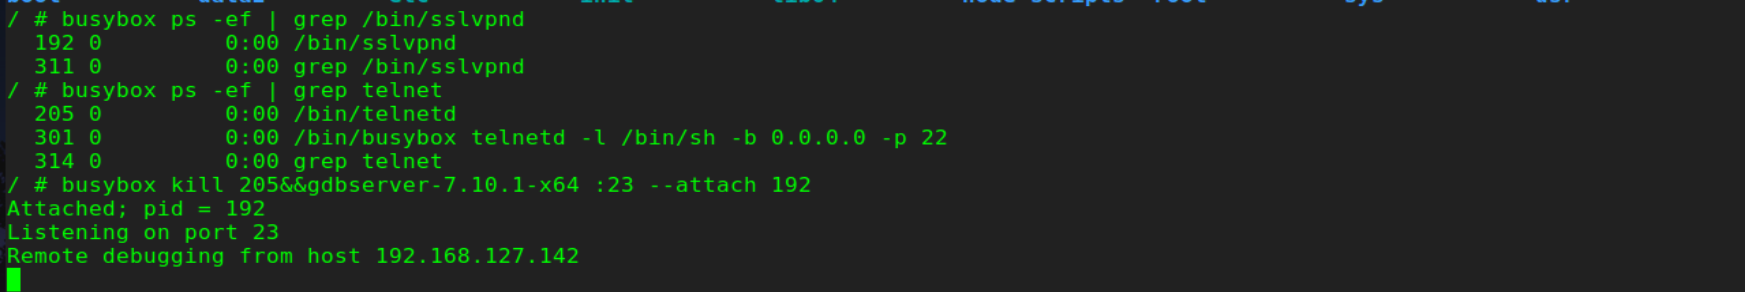 / # busybox ps -ef | grep /bin/sslvpnd
192 0 0:00 /bin/sslvpnd
311 0 0:00 grep /bin/sslvpnd
/ # busybox ps -ef | grep telnet
205 0 0:00 /bin/telnetd
301 0 0:00 /bin/busybox telnetd -l /bin/sh -b 0.0.0.0 -p 22
314 0 0:00 grep telnet
/ # busybox kill 205&&gdbserver-7.10.1-x64 :23 --attach 192
Attached; pid = 192
Listening on port 23
Remote debugging from host 192.168.127.142